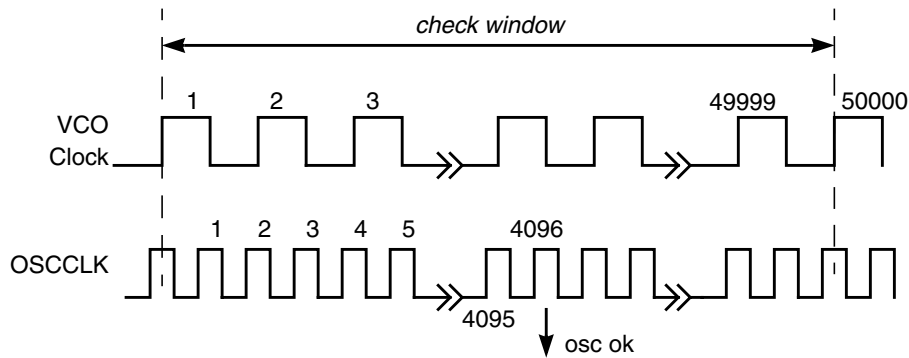 check window
1 2 3 49999 50000
VCO
Clock
1 2 3 4 5 4096
OSCCLK
4095
osc ok